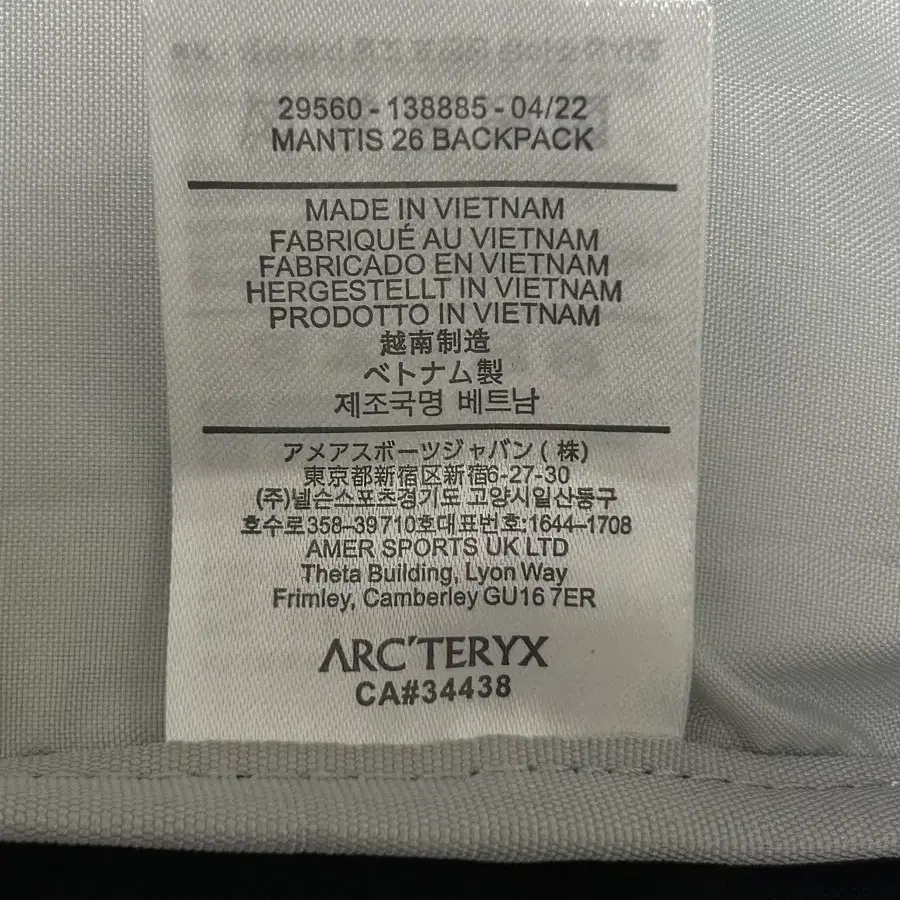 29560 - 138885 - 04/22
MANTIS 26 BACKPACK
MADE IN VIETNAM
FABRIQUÉ AU VIETNAM
FABRICADO EN VIETNAM
HERGESTELLT IN VIETNAM
PRODOTTO IN VIETNAM
越南制造
ベトナム製
제조국명 베트남
アメアスポーツジャパン ( 株)
東京都新宿区新宿6-27-30
(주)넬슨스포츠경기도 고양시일산동구
호수로358–39710호대표번호:1644–1708
AMER SPORTS UK LTD
Theta Building, Lyon Way
Frimley, Camberley GU16 7ER
ARC'TERYX
CA#34438